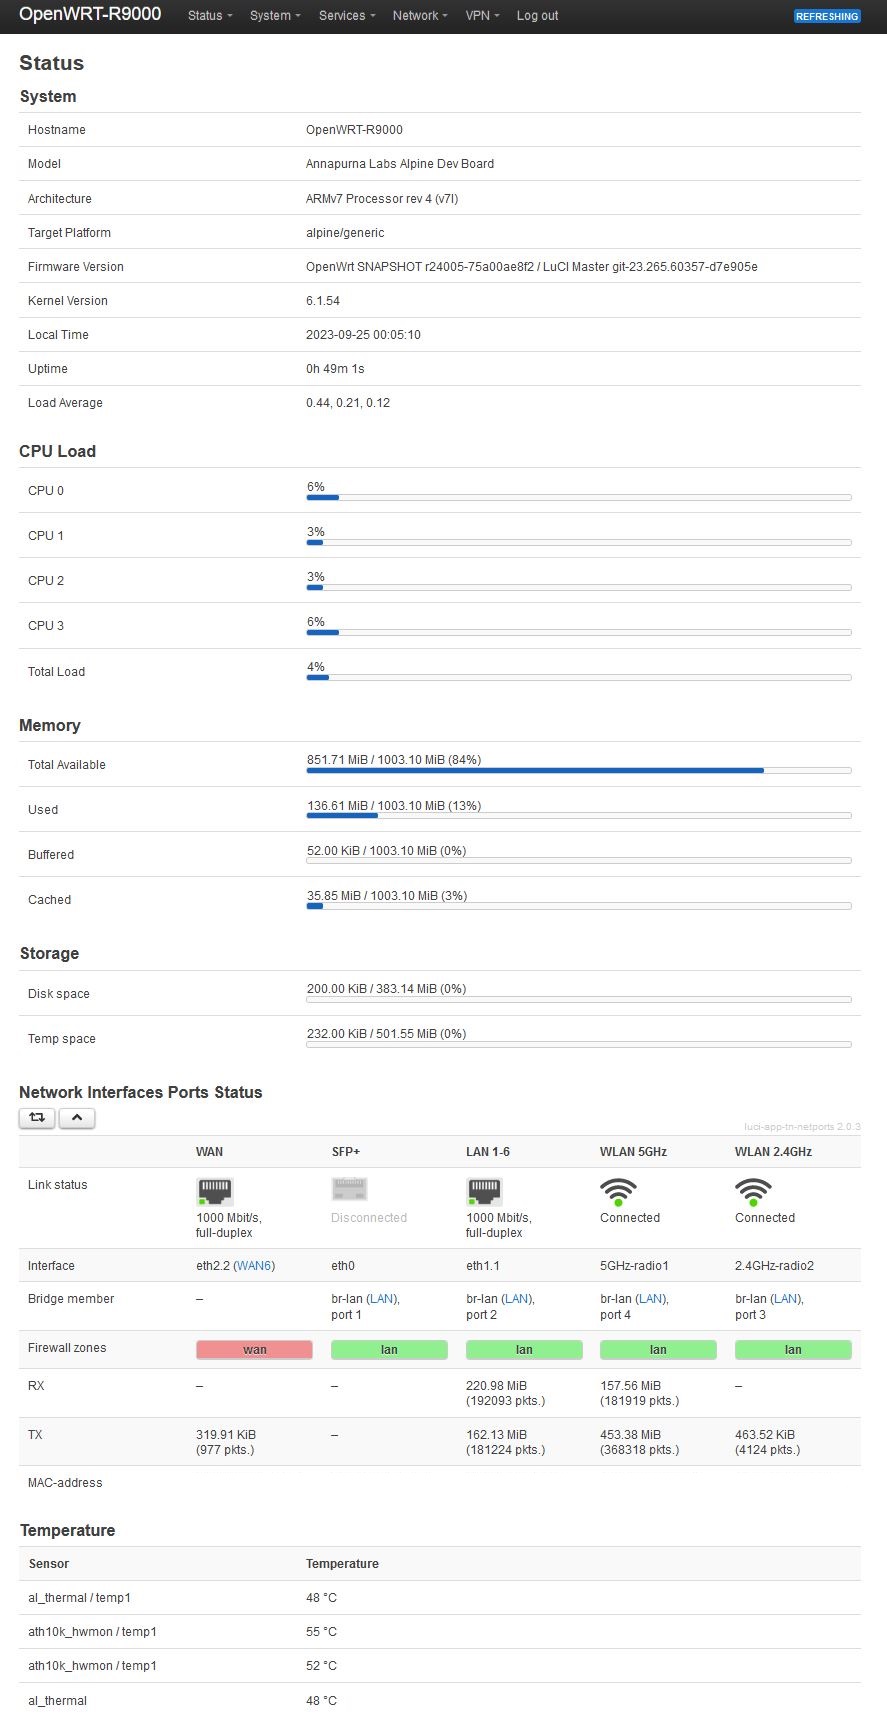 OpenWRT-R9000 Status System Services Network VPN Log out REFRESHING
Status
System
Hostname OpenWRT-R9000
Model Annapurna Labs Alpine Dev Board
Architecture ARMv7 Processor rev 4 (v7l)
Target Platform alpine/generic
Firmware Version OpenWrt SNAPSHOT r24005-75a00ae8f2 / LuCI Master git-23.265.60357-d7e905e
Kernel Version 6.1.54
Local Time 2023-09-25 00:05:10
Uptime 0h 49m 1s
Load Average 0.44, 0.21, 0.12
CPU Load
CPU 0 6%
CPU 1 3%
CPU 2 3%
CPU 3 6%
Total Load 4%
Memory
Total Available 851.71 MiB / 1003.10 MiB (84%)
Used 136.61 MiB / 1003.10 MiB (13%)
Buffered 52.00 KiB / 1003.10 MiB (0%)
Cached 35.85 MiB / 1003.10 MiB (3%)
Storage
Disk space 200.00 KiB / 383.14 MiB (0%)
Temp space 232.00 KiB / 501.55 MiB (0%)
Network Interfaces Ports Status
luci-app-tn-netports 2.0.3
WAN SFP+ LAN 1-6 WLAN 5GHz WLAN 2.4GHz
Link status
1000 Mbit/s, Disconnected 1000 Mbit/s, Connected Connected
full-duplex full-duplex
Interface eth2.2 (WAN6) eth0 eth1.1 5GHz-radio1 2.4GHz-radio2
Bridge member – br-lan (LAN), br-lan (LAN), br-lan (LAN), br-lan (LAN),
port 1 port 2 port 4 port 3
Firewall zones wan lan lan lan lan
RX – – 220.98 MiB 157.56 MiB –
(192093 pkts.) (181919 pkts.)
TX 319.91 KiB – 162.13 MiB 453.38 MiB 463.52 KiB
(977 pkts.) (181224 pkts.) (368318 pkts.) (4124 pkts.)
MAC-address
Temperature
Sensor Temperature
al_thermal / temp1 48 °C
ath10k_hwmon / temp1 55 °C
ath10k_hwmon / temp1 52 °C
al_thermal 48 °C